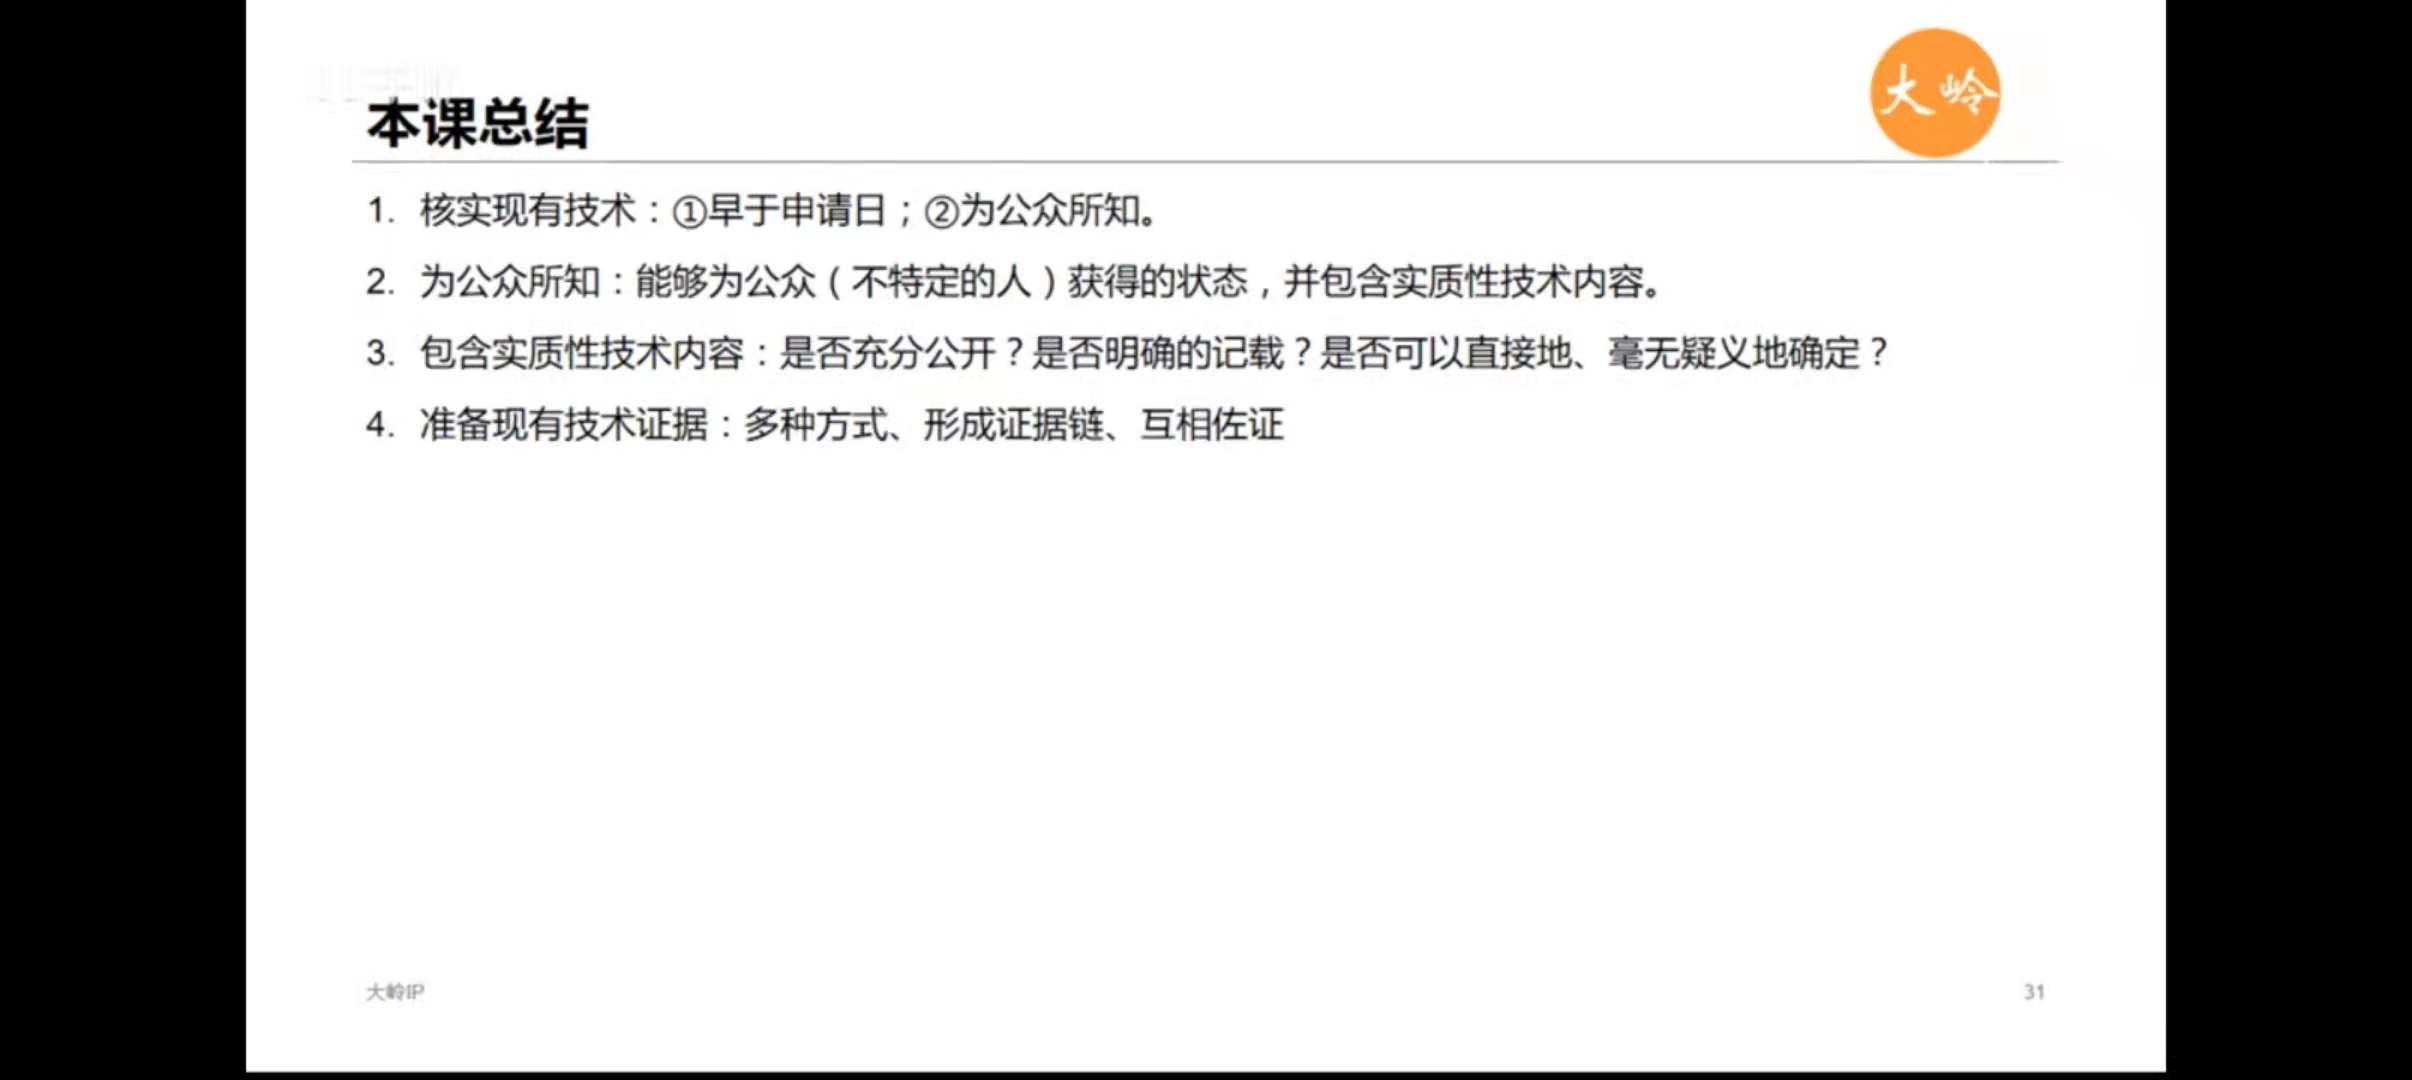 大岭
本课总结
1. 核实现有技术：①早于申请日；②为公众所知。
2. 为公众所知：能够为公众（不特定的人）获得的状态，并包含实质性技术内容。
3. 包含实质性技术内容：是否充分公开？是否明确的记载？是否可以直接地、毫无疑义地确定？
4. 准备现有技术证据：多种方式、形成证据链、互相佐证
大岭IP
31